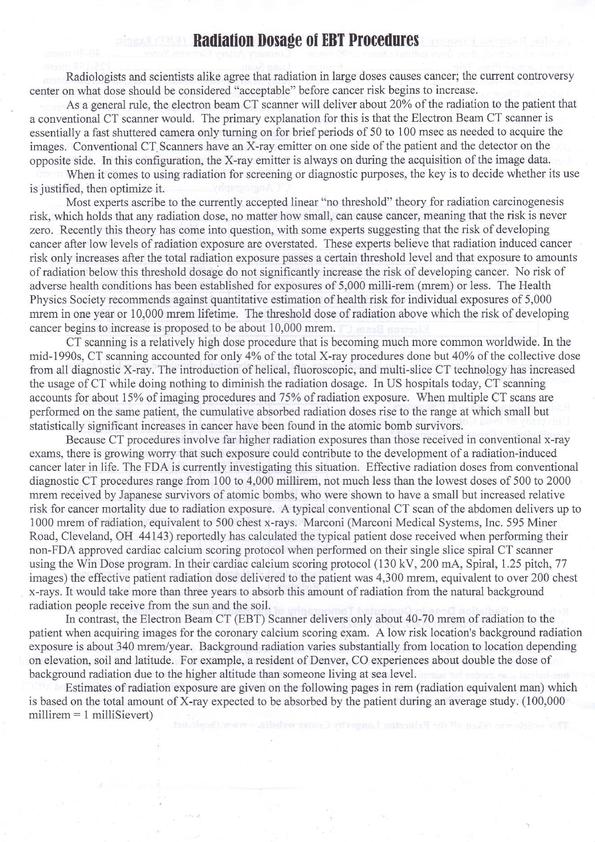 Radiation Dosage of EBT Procedures
Radiologists and scientists alike agree that radiation in large doses causes cancer; the current controversy
center on what dose should be considered "acceptable" before cancer risk begins to increase.
As a general rule, the electron beam CT scanner will deliver about 20% of the radiation to the patient that
a conventional CT scanner would. The primary explanation for this is that the Electron Beam CT scanner is
essentially a fast shuttered camera only turning on for brief periods of 50 to 100 msec as needed to acquire the
images. Conventional CT Scanners have an X-ray emitter on one side of the patient and the detector on the
opposite side. In this configuration, the X-ray emitter is always on during the acquisition of the image data.
When it comes to using radiation for screening or diagnostic purposes, the key is to decide whether its use
is justified, then optimize it.
Most experts ascribe to the currently accepted linear "no threshold" theory for radiation carcinogenesis
risk, which holds that any radiation dose, no matter how small, can cause cancer, meaning that the risk is never
zero. Recently this theory has come into question, with some experts suggesting that the risk of developing
cancer after low levels of radiation exposure are overstated. These experts believe that radiation induced cancer
risk only increases after the total radiation exposure passes a certain threshold level and that exposure to amounts
of radiation below this threshold dosage do not significantly increase the risk of developing cancer. No risk of
adverse health conditions has been established for exposures of 5,000 milli-rem (mrem) or less. The Health
Physics Society recommends against quantitative estimation of health risk for individual exposures of 5,000
mrem in one year or 10,000 mrem lifetime. The threshold dose of radiation above which the risk of developing
cancer begins to increase is proposed to be about 10,000 mrem.
CT scanning is a relatively high dose procedure that is becoming much more common worldwide. In the
mid-1990s, CT scanning accounted for only 4% of the total X-ray procedures done but 40% of the collective dose
from all diagnostic X-ray. The introduction of helical, fluoroscopic, and multi-slice CT technology has increased
the usage of CT while doing nothing to diminish the radiation dosage. In US hospitals today, CT scanning
accounts for about 15% of imaging procedures and 75% of radiation exposure. When multiple CT scans are
performed on the same patient, the cumulative absorbed radiation doses rise to the range at which small but
statistically significant increases in cancer have been found in the atomic bomb survivors.
Because CT procedures involve far higher radiation exposures than those received in conventional x-ray
exams, there is growing worry that such exposure could contribute to the development of a radiation-induced
cancer later in life. The FDA is currently investigating this situation. Effective radiation doses from conventional
diagnostic CT procedures range from 100 to 4,000 millirem, not much less than the lowest doses of 500 to 2000
mrem received by Japanese survivors of atomic bombs, who were shown to have a small but increased relative
risk for cancer mortality due to radiation exposure. A typical conventional CT scan of the abdomen delivers up to
1000 mrem of radiation, equivalent to 500 chest x-rays. Marconi (Marconi Medical Systems, Inc. 595 Miner
Road, Cleveland, OH 44143) reportedly has calculated the typical patient dose received when performing their
non-FDA approved cardiac calcium scoring protocol when performed on their single slice spiral CT scanner
using the Win Dose program. In their cardiac calcium scoring protocol (130 kV, 200 mA, Spiral, 1.25 pitch, 77
images) the effective patient radiation dose delivered to the patient was 4,300 mrem, equivalent to over 200 chest
x-rays. It would take more than three years to absorb this amount of radiation from the natural background
radiation people receive from the sun and the soil.
In contrast, the Electron Beam CT (EBT) Scanner delivers only about 40-70 mrem of radiation to the
patient when acquiring images for the coronary calcium scoring exam. A low risk location's background radiation
exposure is about 340 mrem/year. Background radiation varies substantially from location to location depending
on elevation, soil and latitude. For example, a resident of Denver, CO experiences about double the dose of
background radiation due to the higher altitude than someone living at sea level.
Estimates of radiation exposure are given on the following pages in rem (radiation equivalent man) which
is based on the total amount of X-ray expected to be absorbed by the patient during an average study. (100,000
millirem = 1 milliSievert)